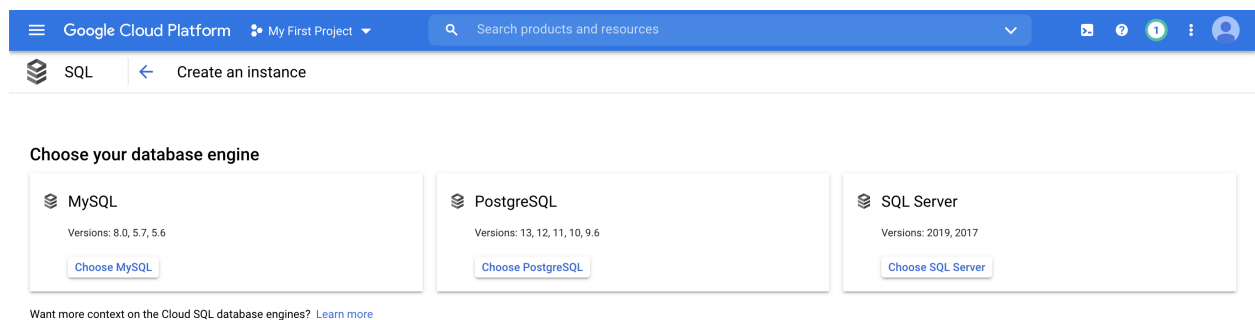 Google Cloud Platform My First Project Search products and resources 1
SQL Create an instance
Choose your database engine
MySQL
Versions: 8.0, 5.7, 5.6
Choose MySQL
PostgreSQL
Versions: 13, 12, 11, 10, 9.6
Choose PostgreSQL
SQL Server
Versions: 2019, 2017
Choose SQL Server
Want more context on the Cloud SQL database engines? Learn more